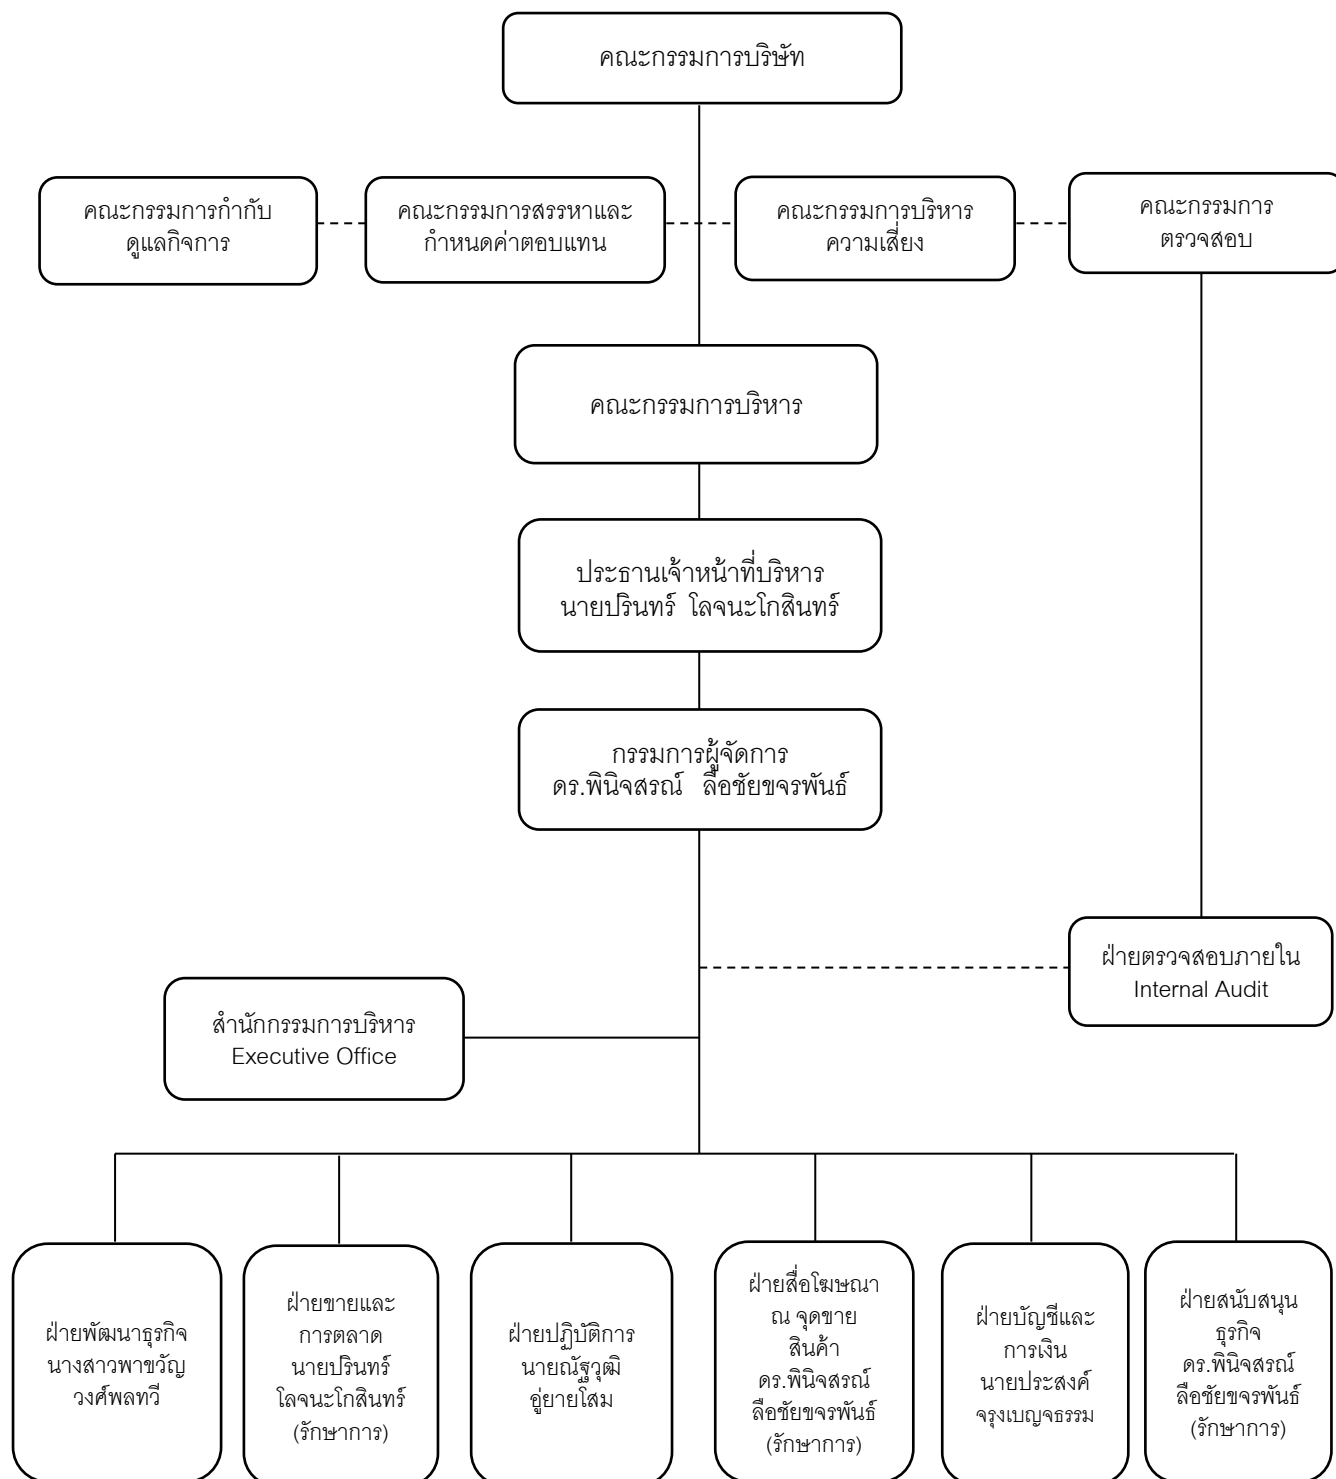 คณะกรรมการบริษัท
คณะกรรมการกำกับ
ดูแลกิจการ
คณะกรรมการสรรหาและ
กำหนดค่าตอบแทน
คณะกรรมการบริหาร
ความเสี่ยง
คณะกรรมการ
ตรวจสอบ
คณะกรรมการบริหาร
ประธานเจ้าหน้าที่บริหาร
นายปรินทร์ โลจนะโกสินทร์
กรรมการผู้จัดการ
ดร.พินิจสรณ์ ลือชัยขจรพันธ์
ฝ่ายตรวจสอบภายใน
Internal Audit
สำนักกรรมการบริหาร
Executive Office
ฝ่ายพัฒนาธุรกิจ
นางสาวพาขวัญ
วงศ์พลทวี
ฝ่ายขายและ
การตลาด
นายปรินทร์
โลจนะโกสินทร์
(รักษาการ)
ฝ่ายปฏิบัติการ
นายณัฐวุฒิ
อู่ยายโสม
ฝ่ายสื่อโฆษณา
ณ จุดขาย
สินค้า
ดร.พินิจสรณ์
ลือชัยขจรพันธ์
(รักษาการ)
ฝ่ายบัญชีและ
การเงิน
นายประสงค์
จรุงเบญจธรรม
ฝ่ายสนับสนุน
ธุรกิจ
ดร.พินิจสรณ์
ลือชัยขจรพันธ์
(รักษาการ)